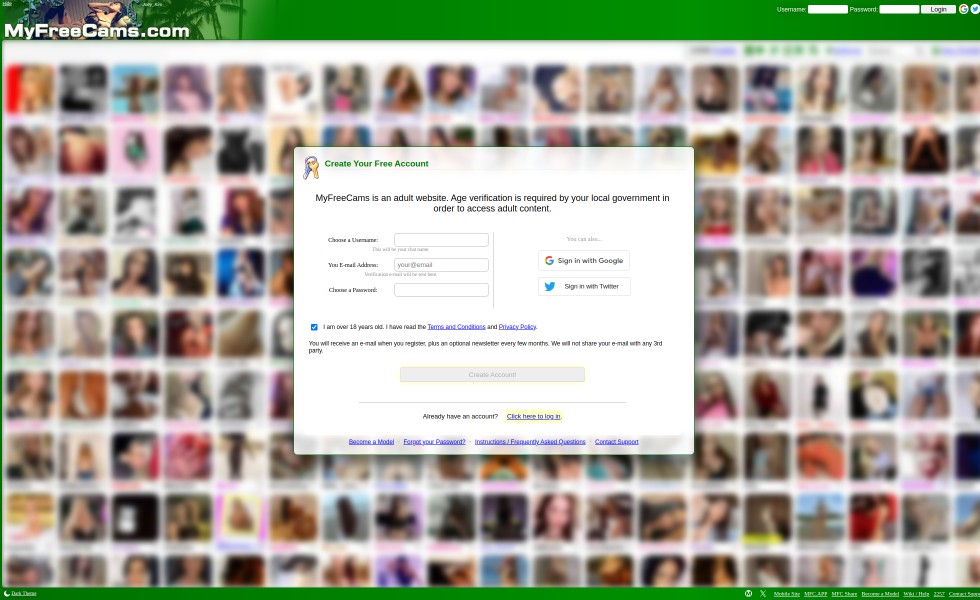 Username: Password: Login
MyFreeCams.com
Create Your Free Account
MyFreeCams is an adult website. Age verification is required by your local government in
order to access adult content.
Choose a Username:
This will be your chat name.
You E-mail Address: your@email
Verification e-mail will be sent here.
Choose a Password:
You can also...
Sign in with Google
Sign in with Twitter
I am over 18 years old. I have read the Terms and Conditions and Privacy Policy.
You will receive an e-mail when you register, plus an optional newsletter every few months. We will not share your e-mail with any 3rd
party.
Create Account!
Already have an account? Click here to log in.
Become a Model · Forgot your Password? · Instructions / Frequently Asked Questions · Contact Support
Dark Theme
Mobile Site MFC.APP MFC Share Become a Model Wiki / Help 2257 Contact